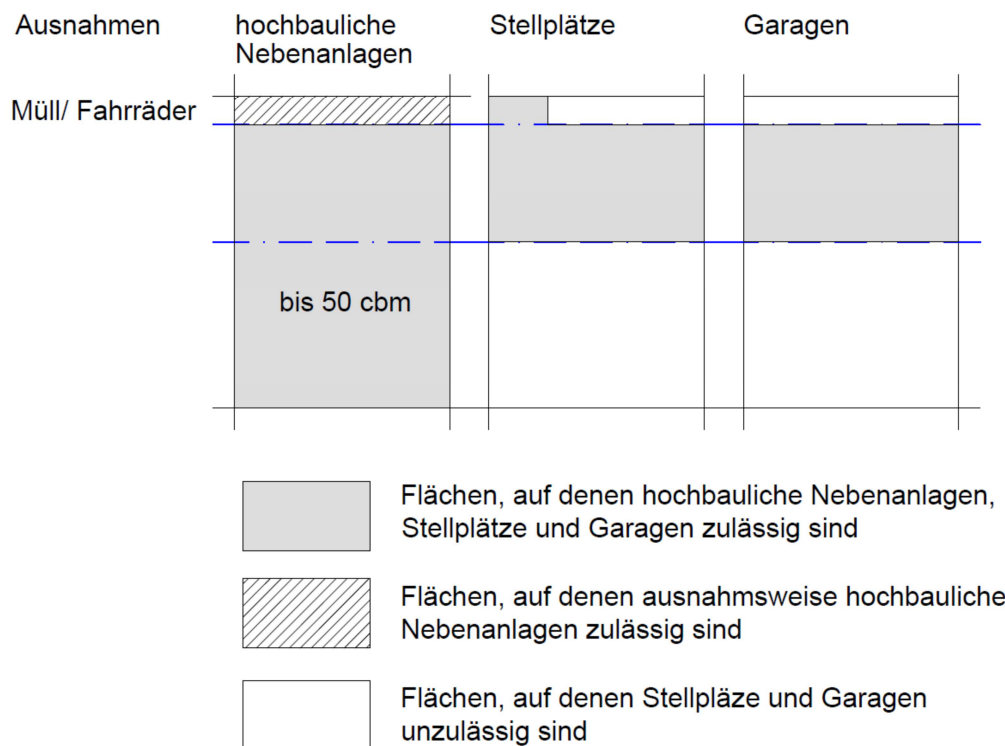 Ausnahmen
hochbauliche
Nebenanlagen
Stellplätze
Garagen
Müll/ Fahrräder
bis 50 cbm
Flächen, auf denen hochbauliche Nebenanlagen,
Stellplätze und Garagen zulässig sind
Flächen, auf denen ausnahmsweise hochbauliche
Nebenanlagen zulässig sind
Flächen, auf denen Stellpläze und Garagen
unzulässig sind